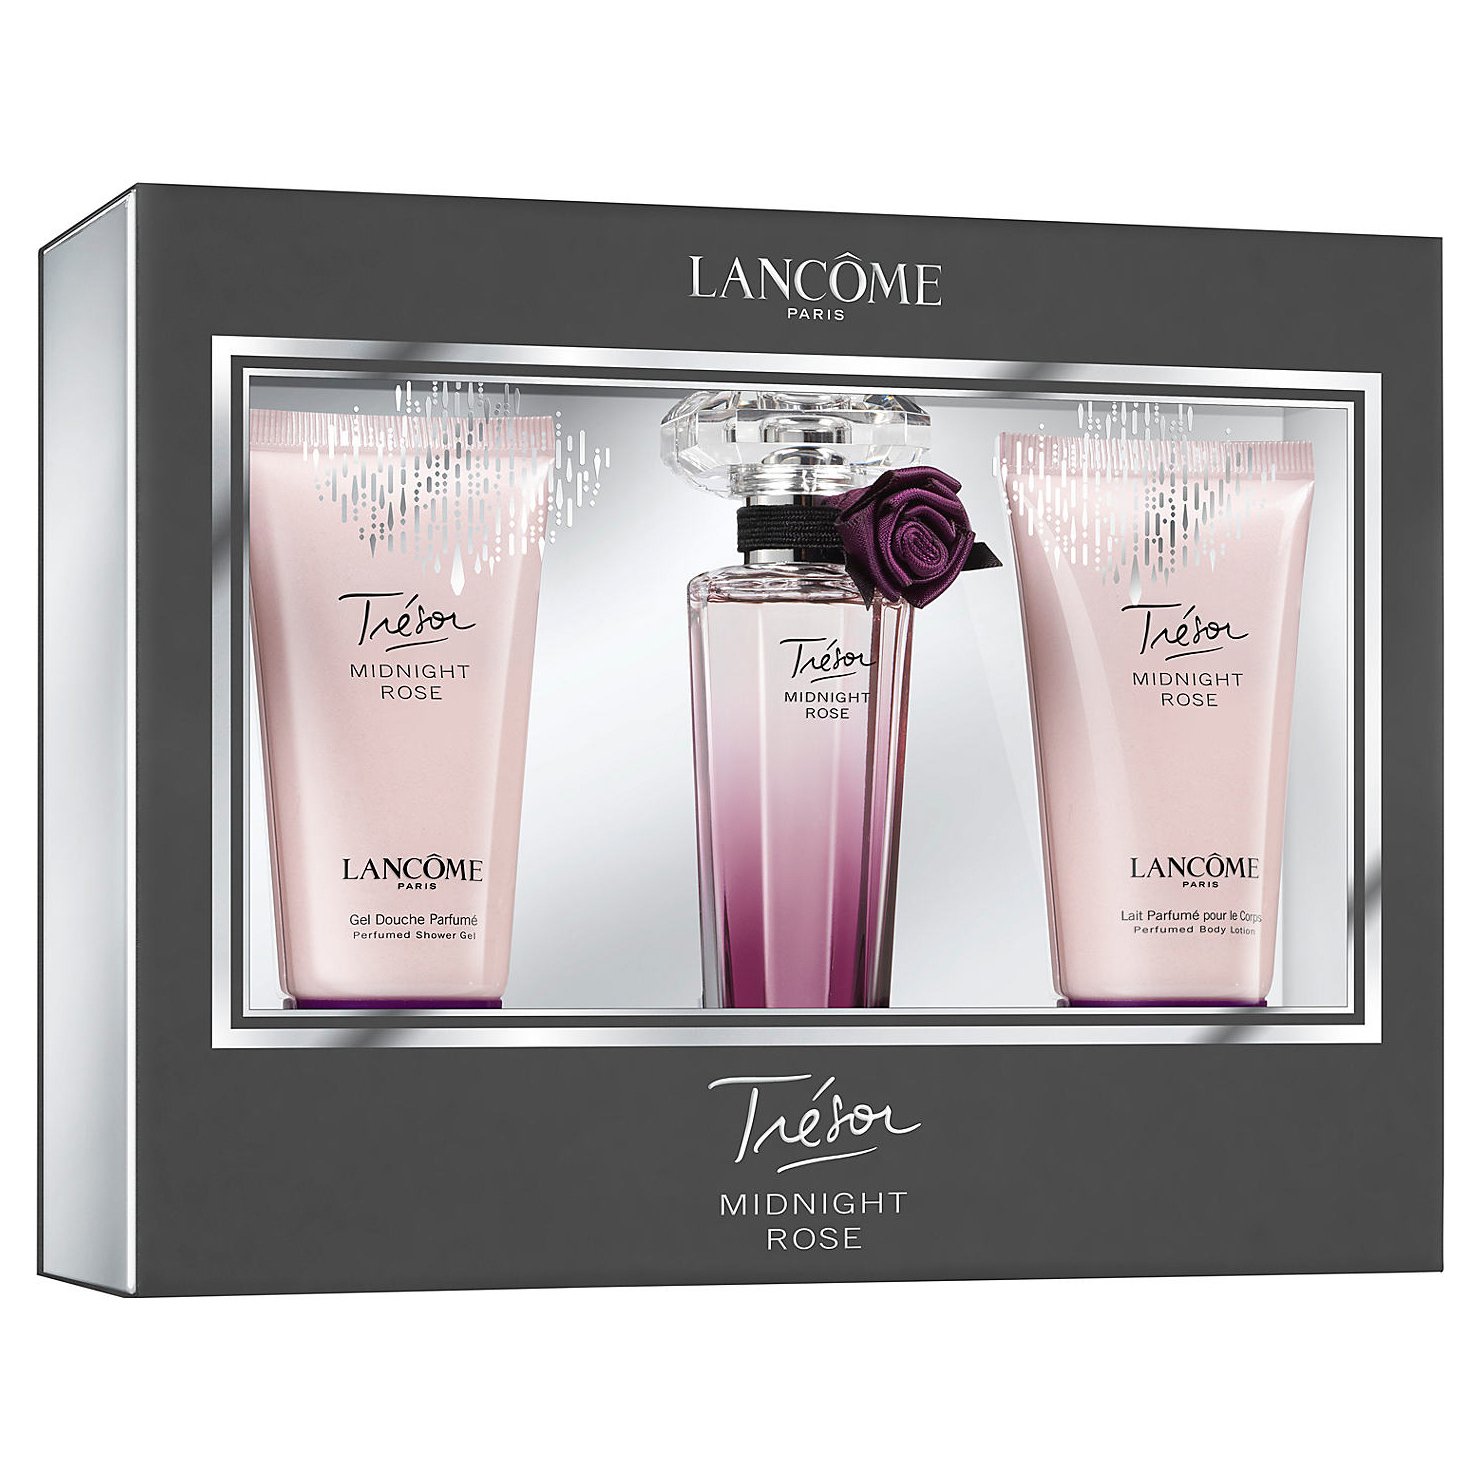 LANCÔME
PARIS
Trésor
MIDNIGHT
ROSE
LANCÔME
PARIS
Gel Douche Parfumé
Perfumed Shower Gel
Trésor
MIDNIGHT
ROSE
Trésor
MIDNIGHT
ROSE
LANCÔME
PARIS
Lait Parfumé pour le Corps
Perfumed Body Lotion
Trésor
MIDNIGHT
ROSE